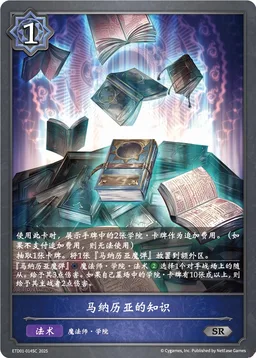 1
使用此卡时，展示手牌中的2张学院·卡牌作为追加费用。（如
果不支付追加费用，则无法使用）
抽取1张卡牌。将1张『马纳历亚魔弹』放置到额外区。
『马纳历亚魔弹』 魔法师·学院·法术 ② 选择1个对手战场上的随
从。给予其3点伤害。如果自己墓场中的学院·卡牌有10张或以上，则
给予其5点伤害。
马纳历亚的知识
法术 魔法师·学院
SR
ETD01-014SC 2025
©Cygames, Inc. Published by NetEase Games